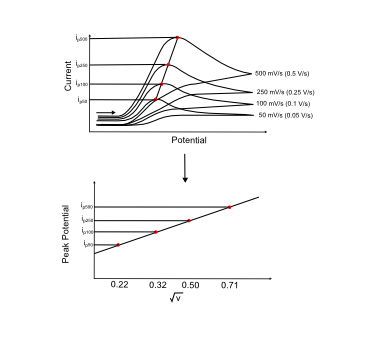 ip500
ip250
ip100
ip50
Current
500 mV/s (0.5 V/s)
250 mV/s (0.25 V/s)
100 mV/s (0.1 V/s)
50 mV/s (0.05 V/s)
Potential
ip500
ip250
ip100
ip50
Peak Potential
0.22 0.32 0.50 0.71
√v